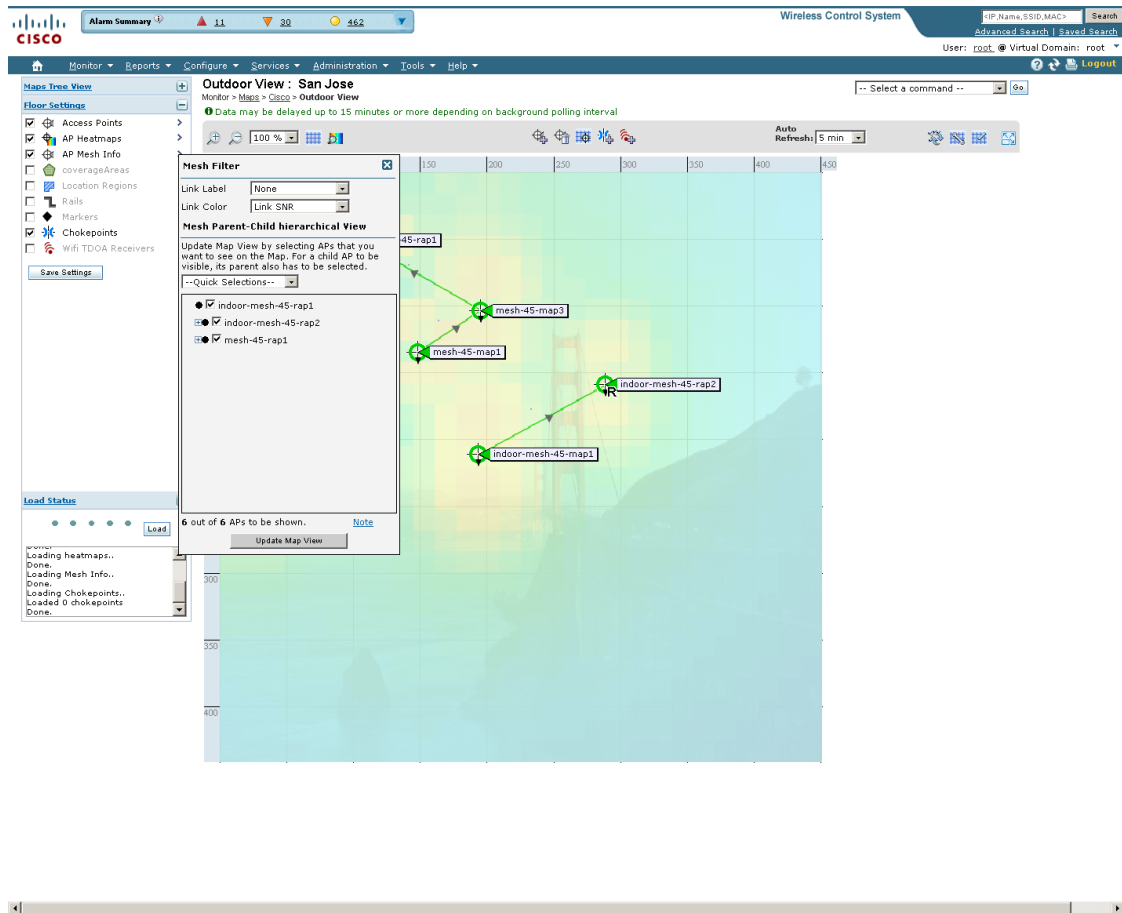 Alarm Summary 11 30 462
Wireless Control System
<IP,Name,SSID,MAC> Search
Advanced Search | Saved Search
CISCO
User: root @ Virtual Domain: root
Monitor Reports Configure Services Administration Tools Help
Logout
Maps Tree View
Floor Settings
Access Points
AP Heatmaps
AP Mesh Info
coverageAreas
Location Regions
Rails
Markers
Chokepoints
Wifi TDOA Receivers
Save Settings
Outdoor View : San Jose
Monitor > Maps > Cisco > Outdoor View
-- Select a command -- Go
Data may be delayed up to 15 minutes or more depending on background polling interval
100 %
Auto
Refresh: 5 min
150 200 250 300 350 400 450
Mesh Filter
Link Label None
Link Color Link SNR
Mesh Parent-Child hierarchical View
Update Map View by selecting APs that you
want to see on the Map. For a child AP to be
visible, its parent also has to be selected.
--Quick Selections--
indoor-mesh-45-rap1
indoor-mesh-45-rap2
mesh-45-rap1
6 out of 6 APs to be shown. Note
Update Map View
45-rap1
mesh-45-map3
mesh-45-map1
indoor-mesh-45-rap2
R
indoor-mesh-45-map1
Load Status
Load
Done.
Loading heatmaps..
Done.
Loading Mesh Info..
Done.
Loading Chokepoints..
Loaded 0 chokepoints
Done.
300
350
400